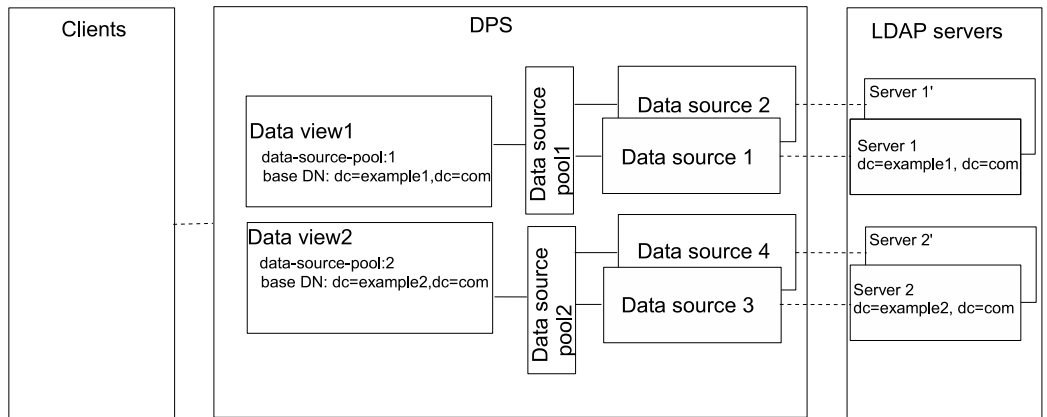 Clients
DPS
LDAP servers
Data view1
data-source-pool:1
base DN: dc=example1,dc=com
Data source
pool1
Data source 2
Data source 1
Server 1'
Server 1
dc=example1, dc=com
Data view2
data-source-pool:2
base DN: dc=example2,dc=com
Data source
pool2
Data source 4
Data source 3
Server 2'
Server 2
dc=example2, dc=com